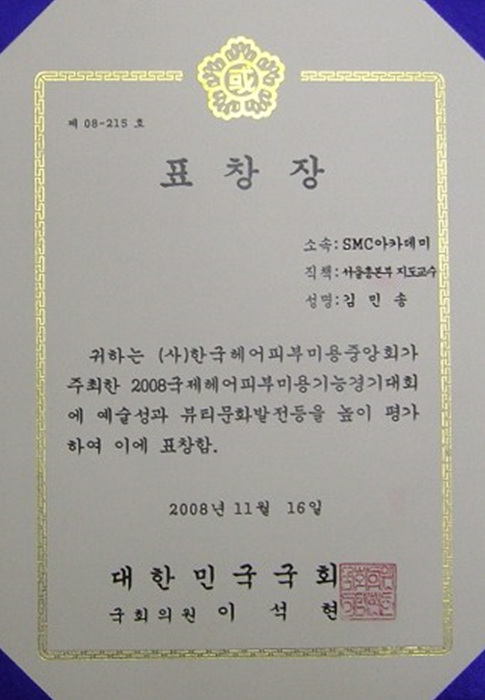 或
제 08-215 호
표 창 장
소속: SMC아카데미
직책: 서울총본부 지도교수
성명: 김 민 송
귀하는 (사)한국헤어피부미용중앙회가
주최한 2008국제헤어피부미용기능경기대회
에 예술성과 뷰티문화발전등을 높이 평가
하여 이에 표창함.
2008년 11월 16일
대 한 민 국 국 회
국 회 의 원 이 석 현